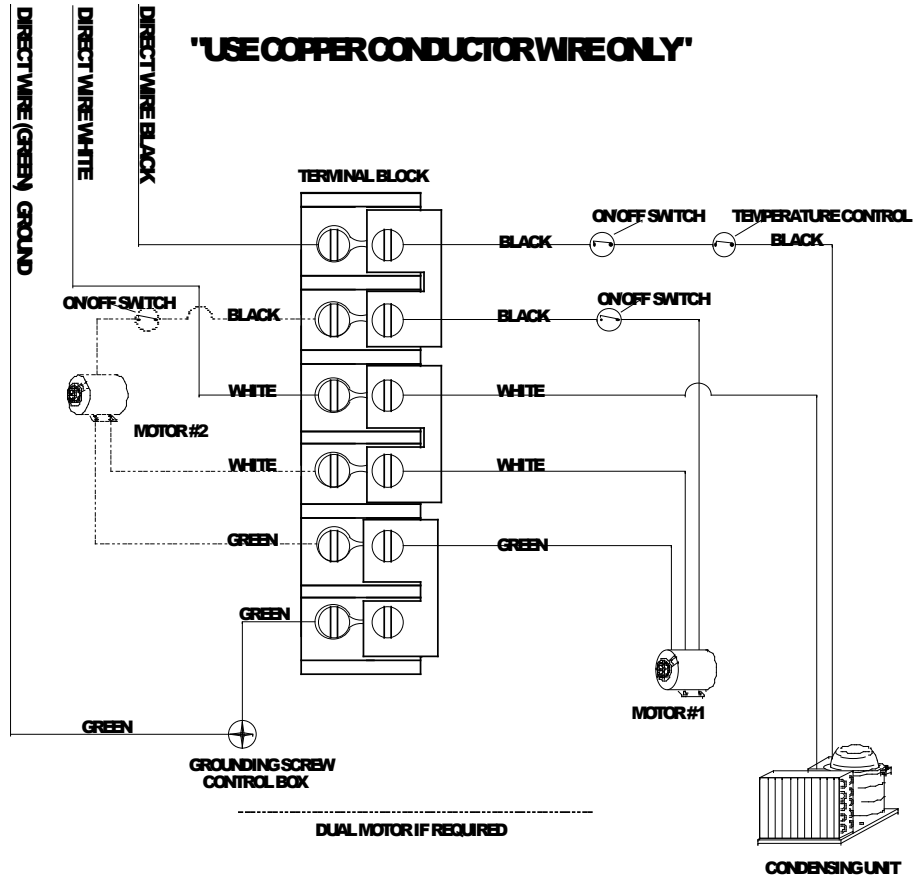 "USE COPPER CONDUCTOR WIRE ONLY"
DIRECT WIRE (GREEN) GROUND
DIRECT WIRE WHITE
DIRECT WIRE BLACK
TERMINAL BLOCK
ON/OFF SWITCH
TEMPERATURE CONTROL
BLACK
BLACK
ON/OFF SWITCH
BLACK
BLACK
ON/OFF SWITCH
WHITE
WHITE
MOTOR #2
WHITE
WHITE
GREEN
GREEN
GREEN
MOTOR #1
GREEN
GROUNDING SCREW
CONTROL BOX
DUAL MOTOR IF REQUIRED
CONDENSING UNIT